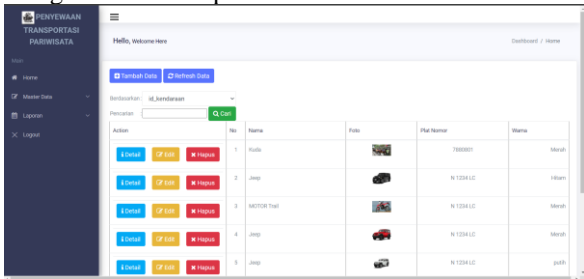 PENYEWAAN
TRANSPORTASI
PARIWISATA
Main
Home
Master Data
Laporan
Logout
Hello, Welcome Here
Dashboard / Home
Tambah Data Refresh Data
Berdasarkan : id_kendaraan
Pencarian : Cari
Action No Nama Foto Plat Nomor Warna
Detail Edit Hapus 1 Kuda Merah
Detail Edit Hapus 2 Jeep N 1234 LC Hitam
Detail Edit Hapus 3 MOTOR Trail N 1234 LC Merah
Detail Edit Hapus 4 Jeep N 1234 LC Merah
Detail Edit Hapus 5 Jeep N 1234 LC putih